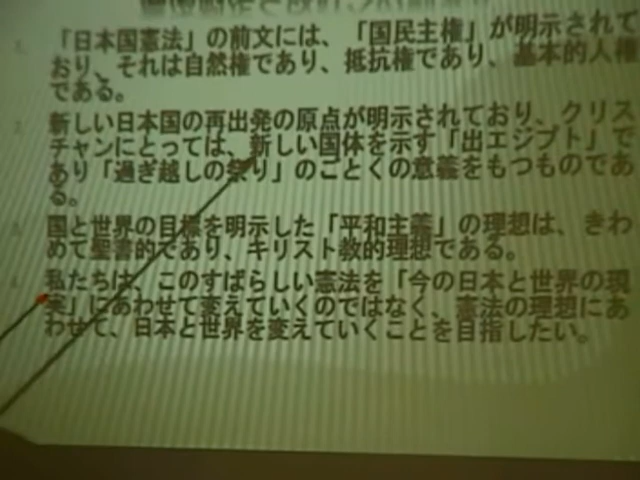 1. 「日本国憲法」の前文には、「国民主権」が明示されて
おり、それは自然権であり、抵抗権であり、基本的人権
である。
2. 新しい日本国の再出発の原点が明示されており、クリス
チャンにとっては、新しい国体を示す「出エジプト」で
あり「過ぎ越しの祭り」のごとくの意義をもつものであ
る。
3. 国と世界の目標を明示した「平和主義」の理想は、きわ
めて聖書的であり、キリスト教的理想である。
4. 私たちは、このすばらしい憲法を「今の日本と世界の現
実」にあわせて変えていくのではなく、憲法の理想にあ
わせて、日本と世界を変えていくことを目指したい。